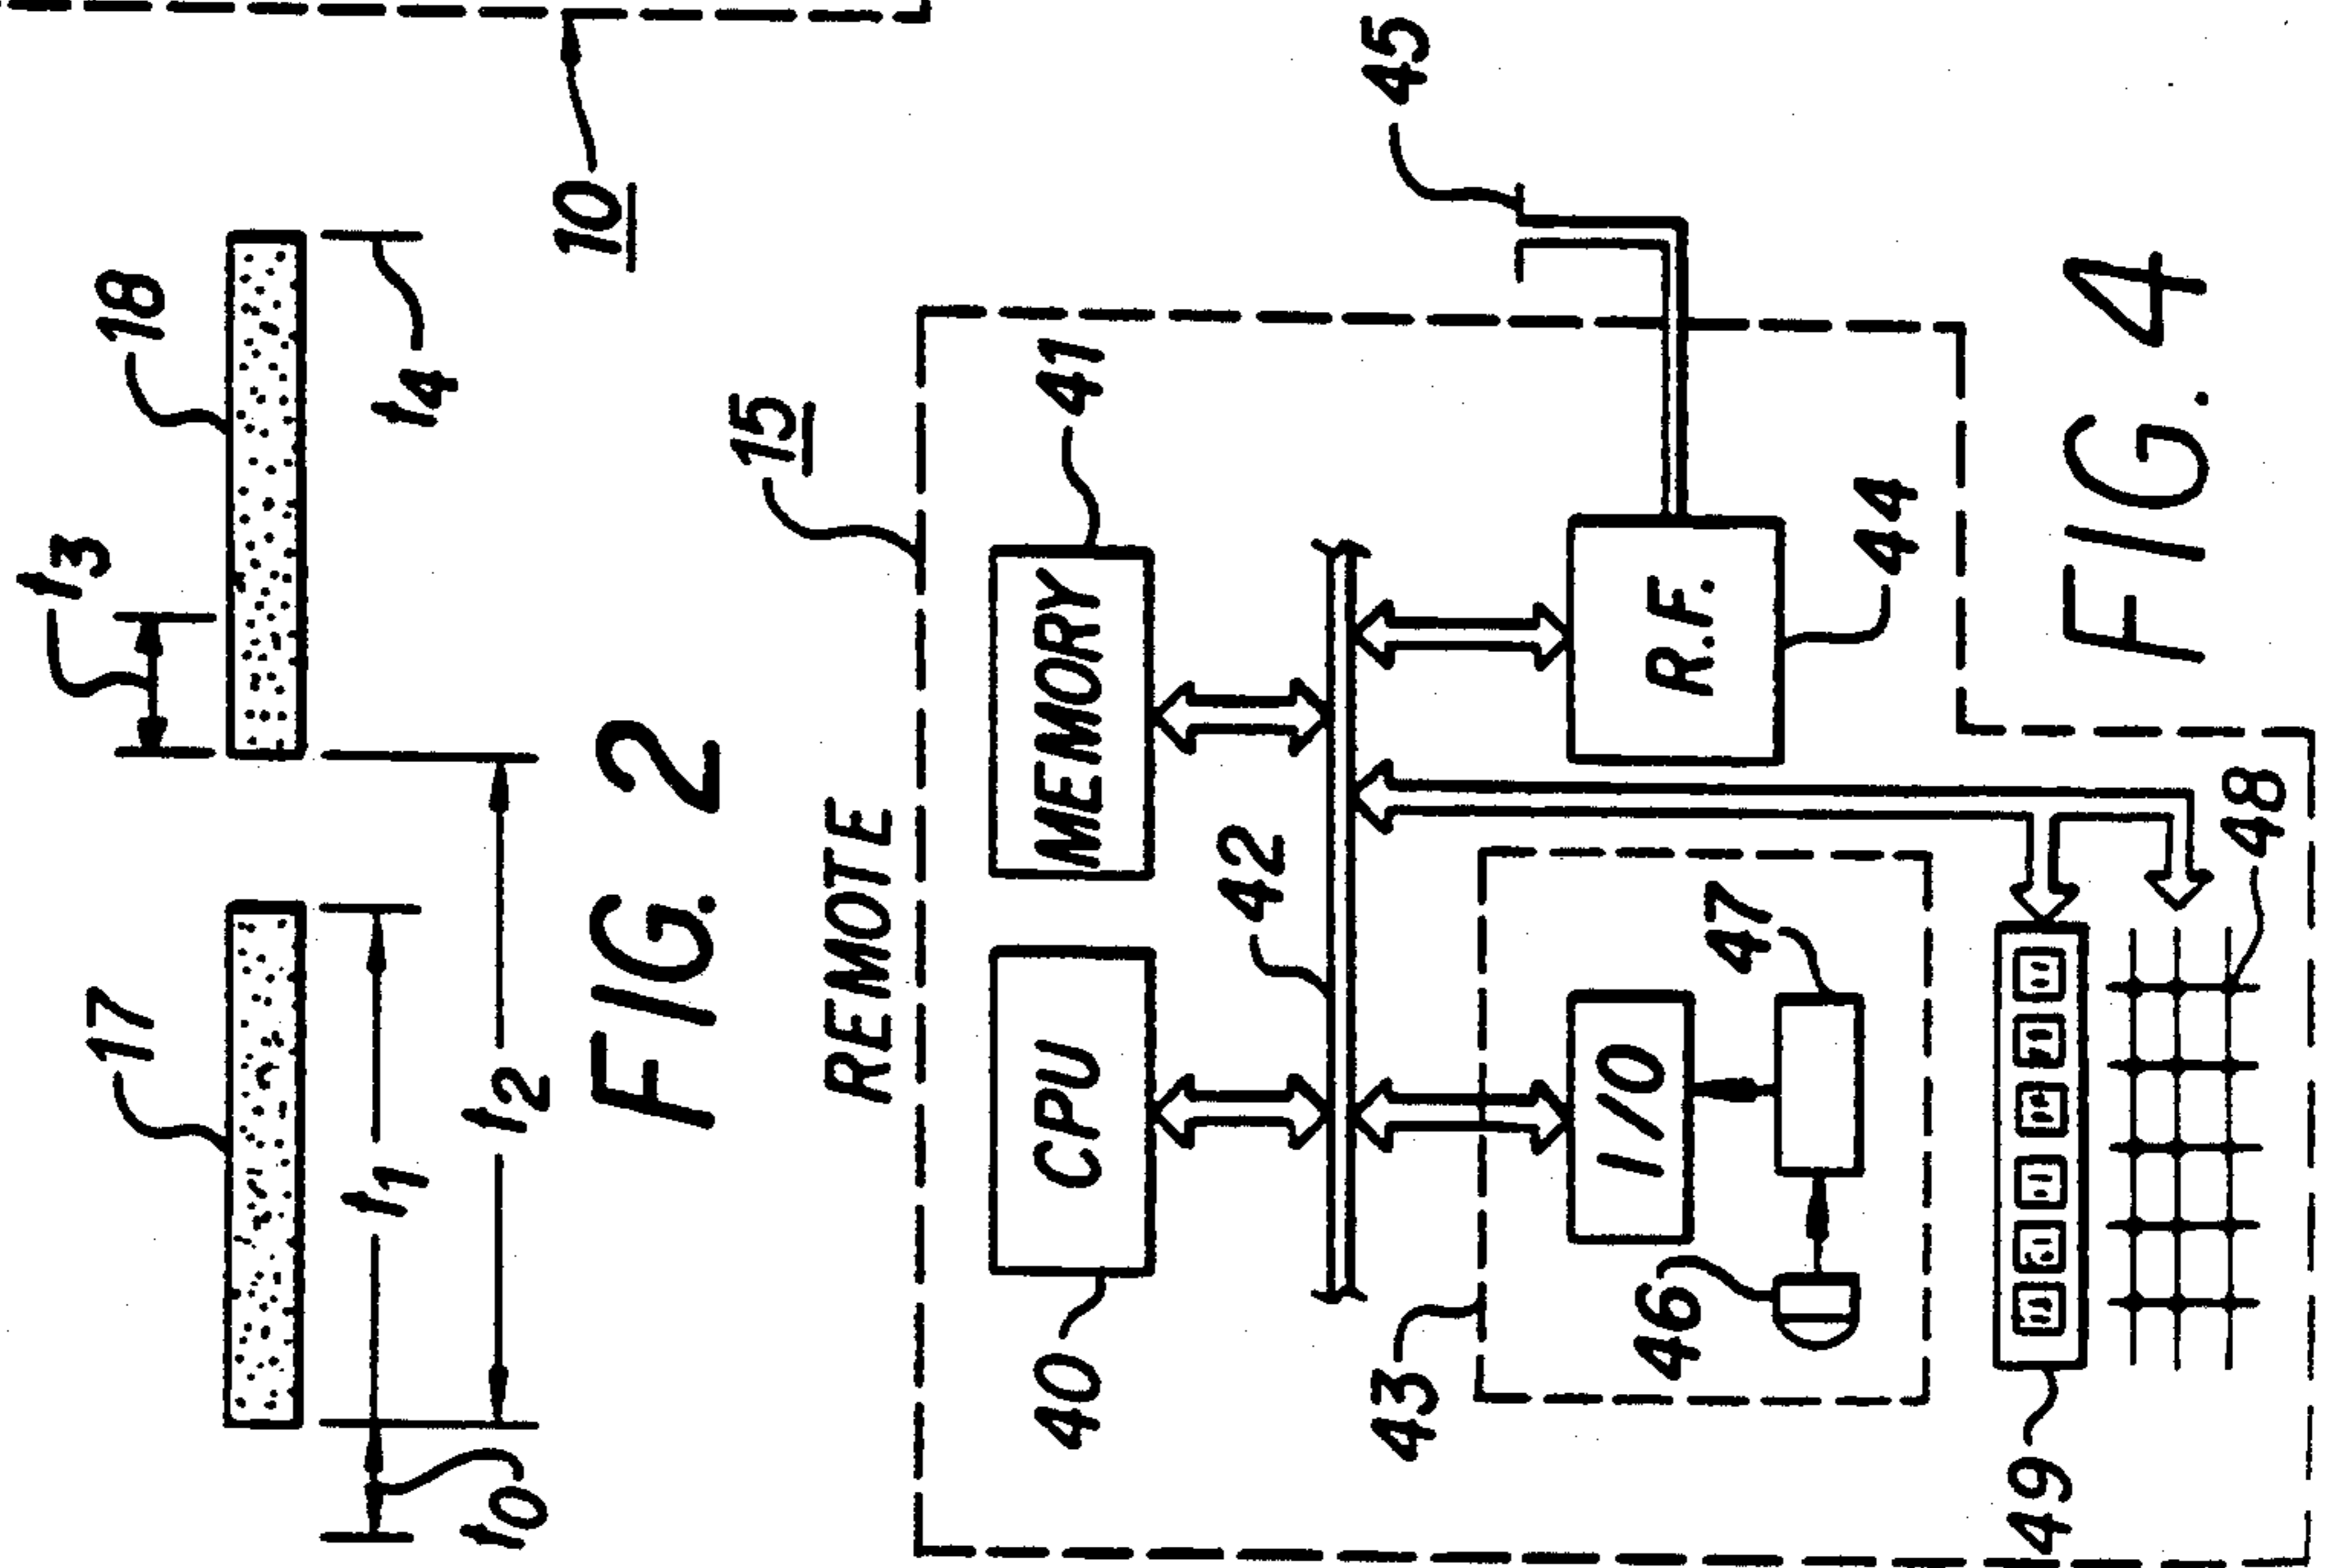 17
18
t3
t0
t1
t2
t4
10
FIG. 2
REMOTE
15
40
CPU
MEMORY
41
42
43
45
I/O
R.F.
46
47
44
49
48
FIG. 4